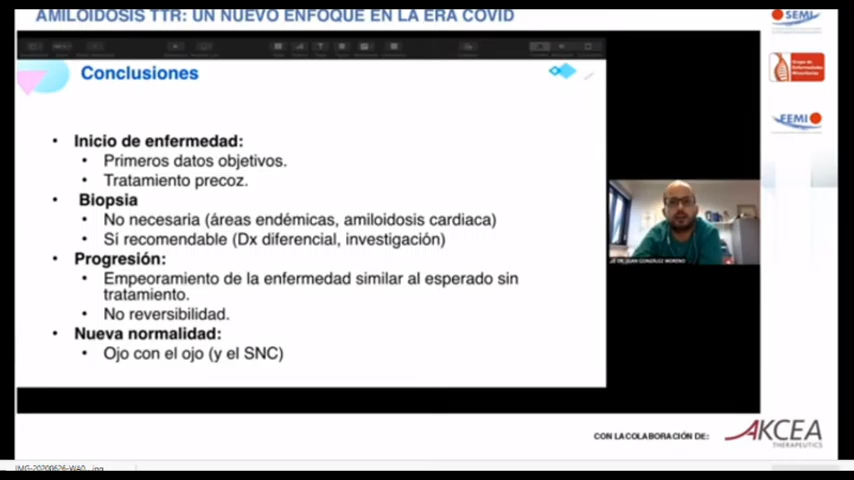 AMILOIDOSIS TTR: UN NUEVO ENFOQUE EN LA ERA COVID
SEMI
Conclusiones
Grupo de
Enfermedades
Minoritarias
FEMI
• Inicio de enfermedad:
• Primeros datos objetivos.
• Tratamiento precoz.
• Biopsia
• No necesaria (áreas endémicas, amiloidosis cardiaca)
• Sí recomendable (Dx diferencial, investigación)
• Progresión:
• Empeoramiento de la enfermedad similar al esperado sin
tratamiento.
• No reversibilidad.
• Nueva normalidad:
• Ojo con el ojo (y el SNC)
DR. JUAN GONZÁLEZ MORENO
CON LA COLABORACIÓN DE:
AKCEA
THERAPEUTICS